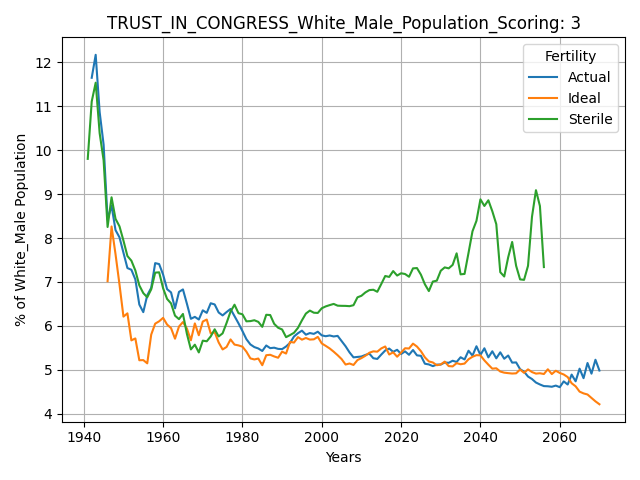 TRUST_IN_CONGRESS_White_Male_Population_Scoring: 3
Fertility
Actual
Ideal
Sterile
% of White_Male Population
12
11
10
9
8
7
6
5
4
1940 1960 1980 2000 2020 2040 2060
Years